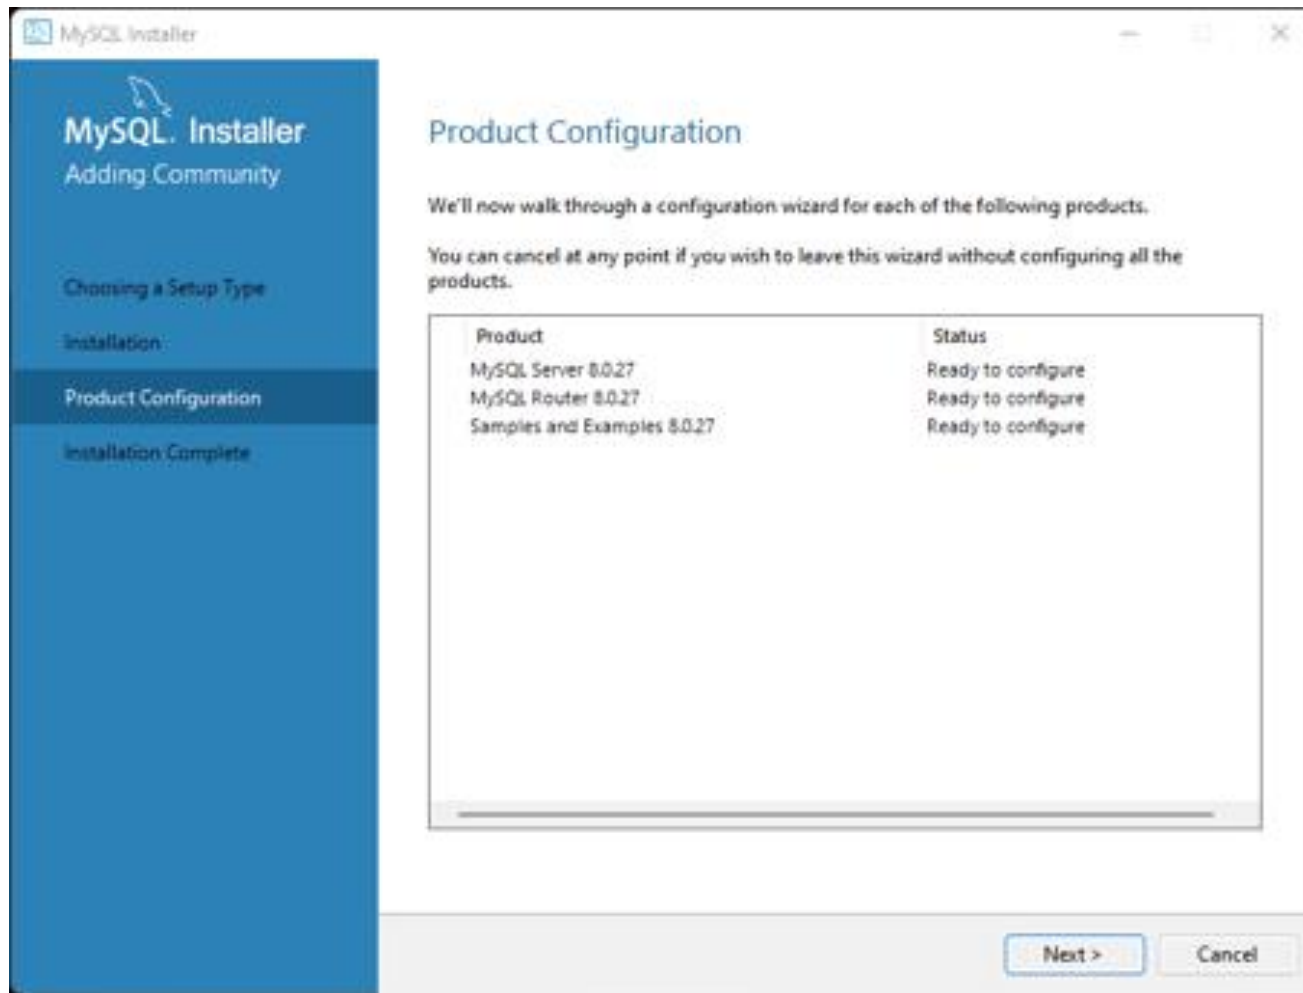 MySQL Installer
MySQL. Installer
Adding Community
Choosing a Setup Type
Installation
Product Configuration
Installation Complete
Product Configuration
We'll now walk through a configuration wizard for each of the following products.
You can cancel at any point if you wish to leave this wizard without configuring all the
products.
Product Status
MySQL Server 8.0.27 Ready to configure
MySQL Router 8.0.27 Ready to configure
Samples and Examples 8.0.27 Ready to configure
Next > Cancel